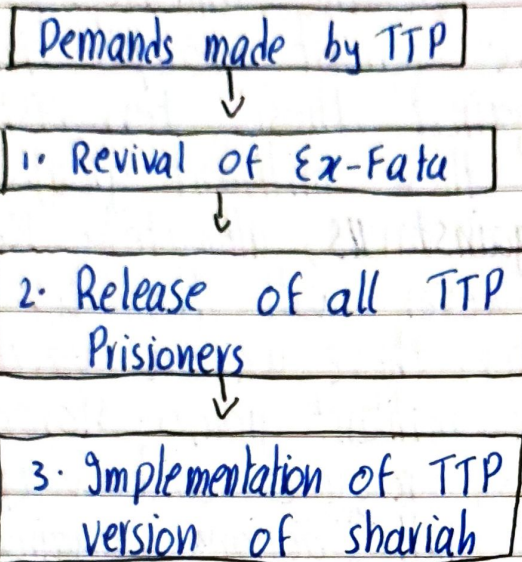 Demands made by TTP
1. Revival of Ex-Fata
2. Release of all TTP
Prisioners
3. Implementation of TTP
version of shariah